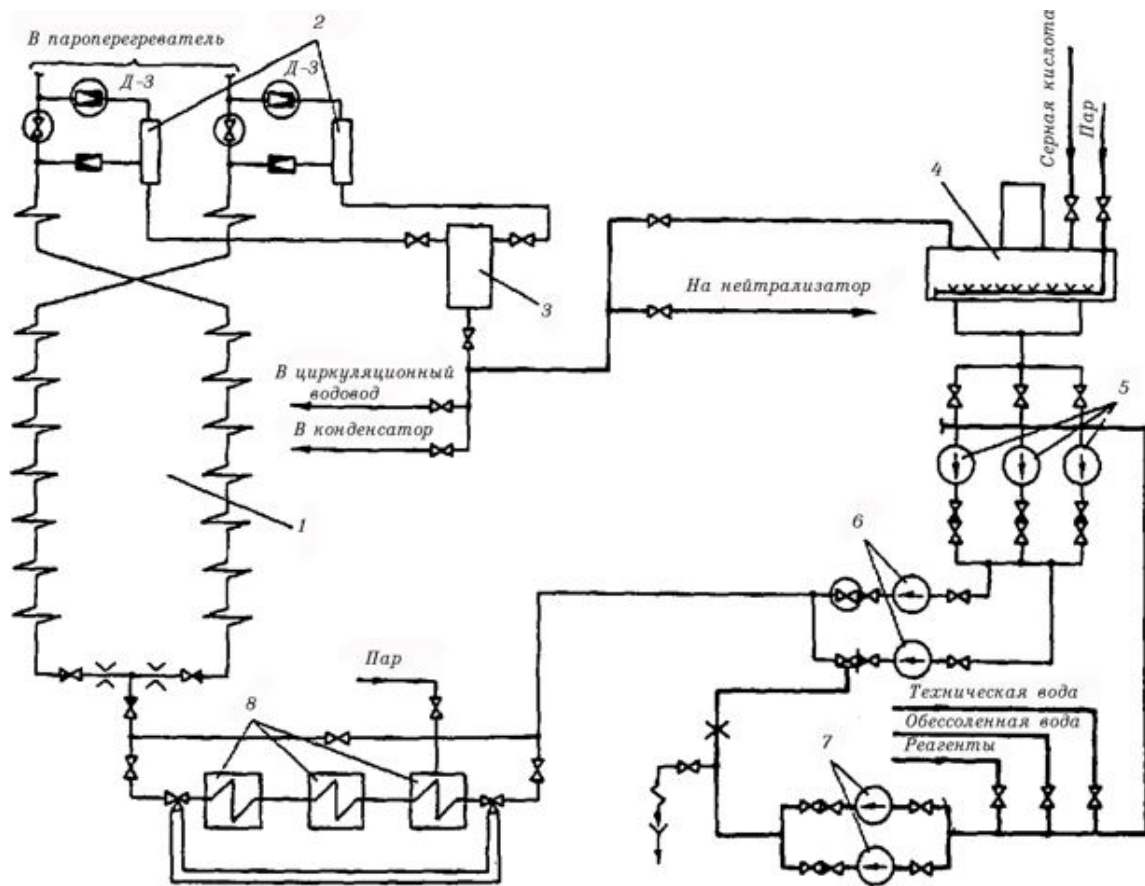 В пароперегреватель
2
Д-3
Д-3
Серная кислота
Пар
4
3
На нейтрализатор
В циркуляционный
водовод
В конденсатор
5
1
6
Пар
Техническая вода
8
Обессоленная вода
7
Реагенты